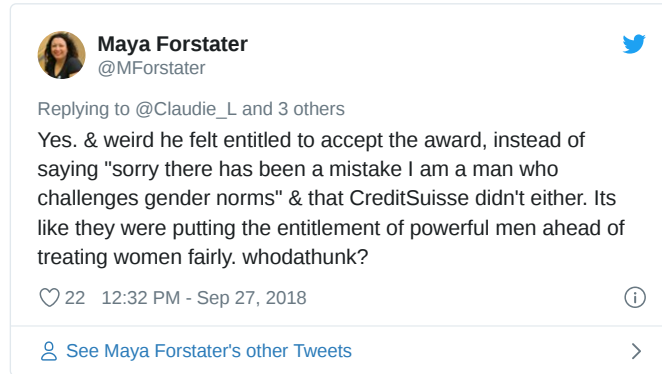 Maya Forstater
@MForstater
Replying to @Claudie_L and 3 others
Yes. & weird he felt entitled to accept the award, instead of
saying "sorry there has been a mistake I am a man who
challenges gender norms" & that CreditSuisse didn't either. Its
like they were putting the entitlement of powerful men ahead of
treating women fairly. whodathunk?
22 12:32 PM - Sep 27, 2018
See Maya Forstater's other Tweets